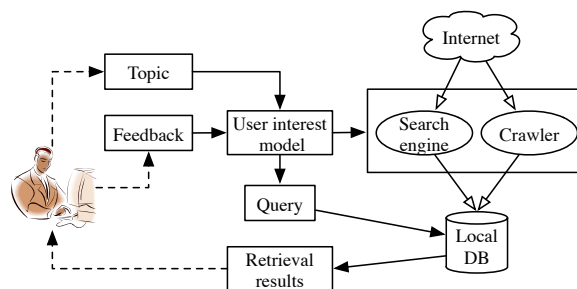 Internet
Topic
Feedback
User interest
model
Search
engine
Crawler
Query
Local
DB
Retrieval
results